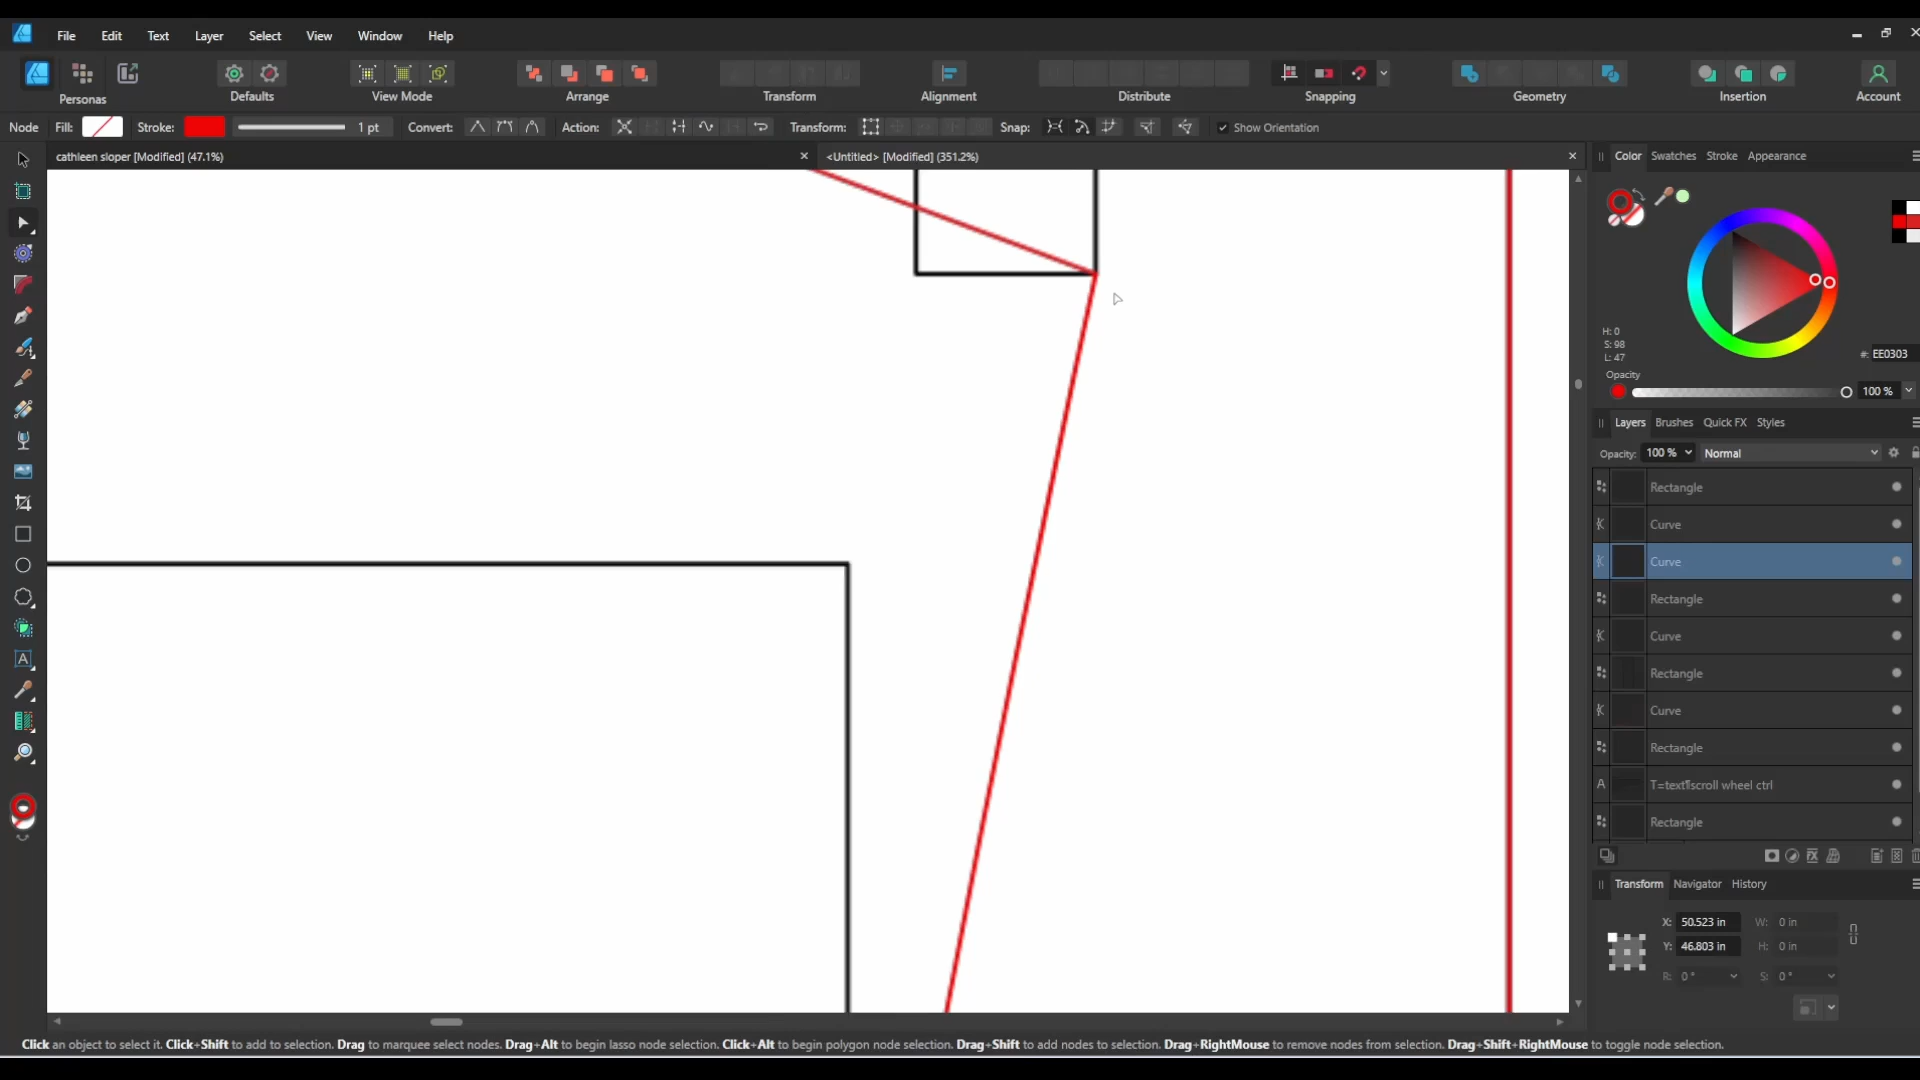 File Edit Text Layer Select View Window Help
Personas Defaults View Mode Arrange Transform Alignment Distribute Snapping Geometry Insertion Account
Node Fill: Stroke: 1 pt Convert: Action: Transform: Snap: Show Orientation
cathleen sloper [Modified] (47.1%) <Untitled> [Modified] (351.2%)
Color Swatches Stroke Appearance
H: 0
S: 98
L: 47
#: EE0303
Opacity
100 %
Layers Brushes Quick FX Styles
Opacity: 100 % Normal
Rectangle
Curve
Curve
Rectangle
Curve
Rectangle
Curve
Rectangle
A T=text¶scroll wheel ctrl
Rectangle
Transform Navigator History
X: 50.523 in W: 0 in
Y: 46.803 in H: 0 in
R: 0 ° S: 0 °
Click an object to select it. Click+Shift to add to selection. Drag to marquee select nodes. Drag+Alt to begin lasso node selection. Click+Alt to begin polygon node selection. Drag+Shift to add nodes to selection. Drag+RightMouse to remove nodes from selection. Drag+Shift+RightMouse to toggle node selection.